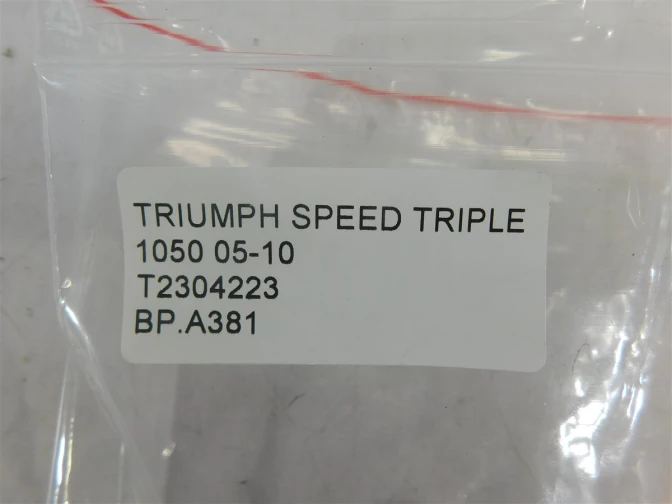 TRIUMPH SPEED TRIPLE
1050 05-10
T2304223
BP.A381